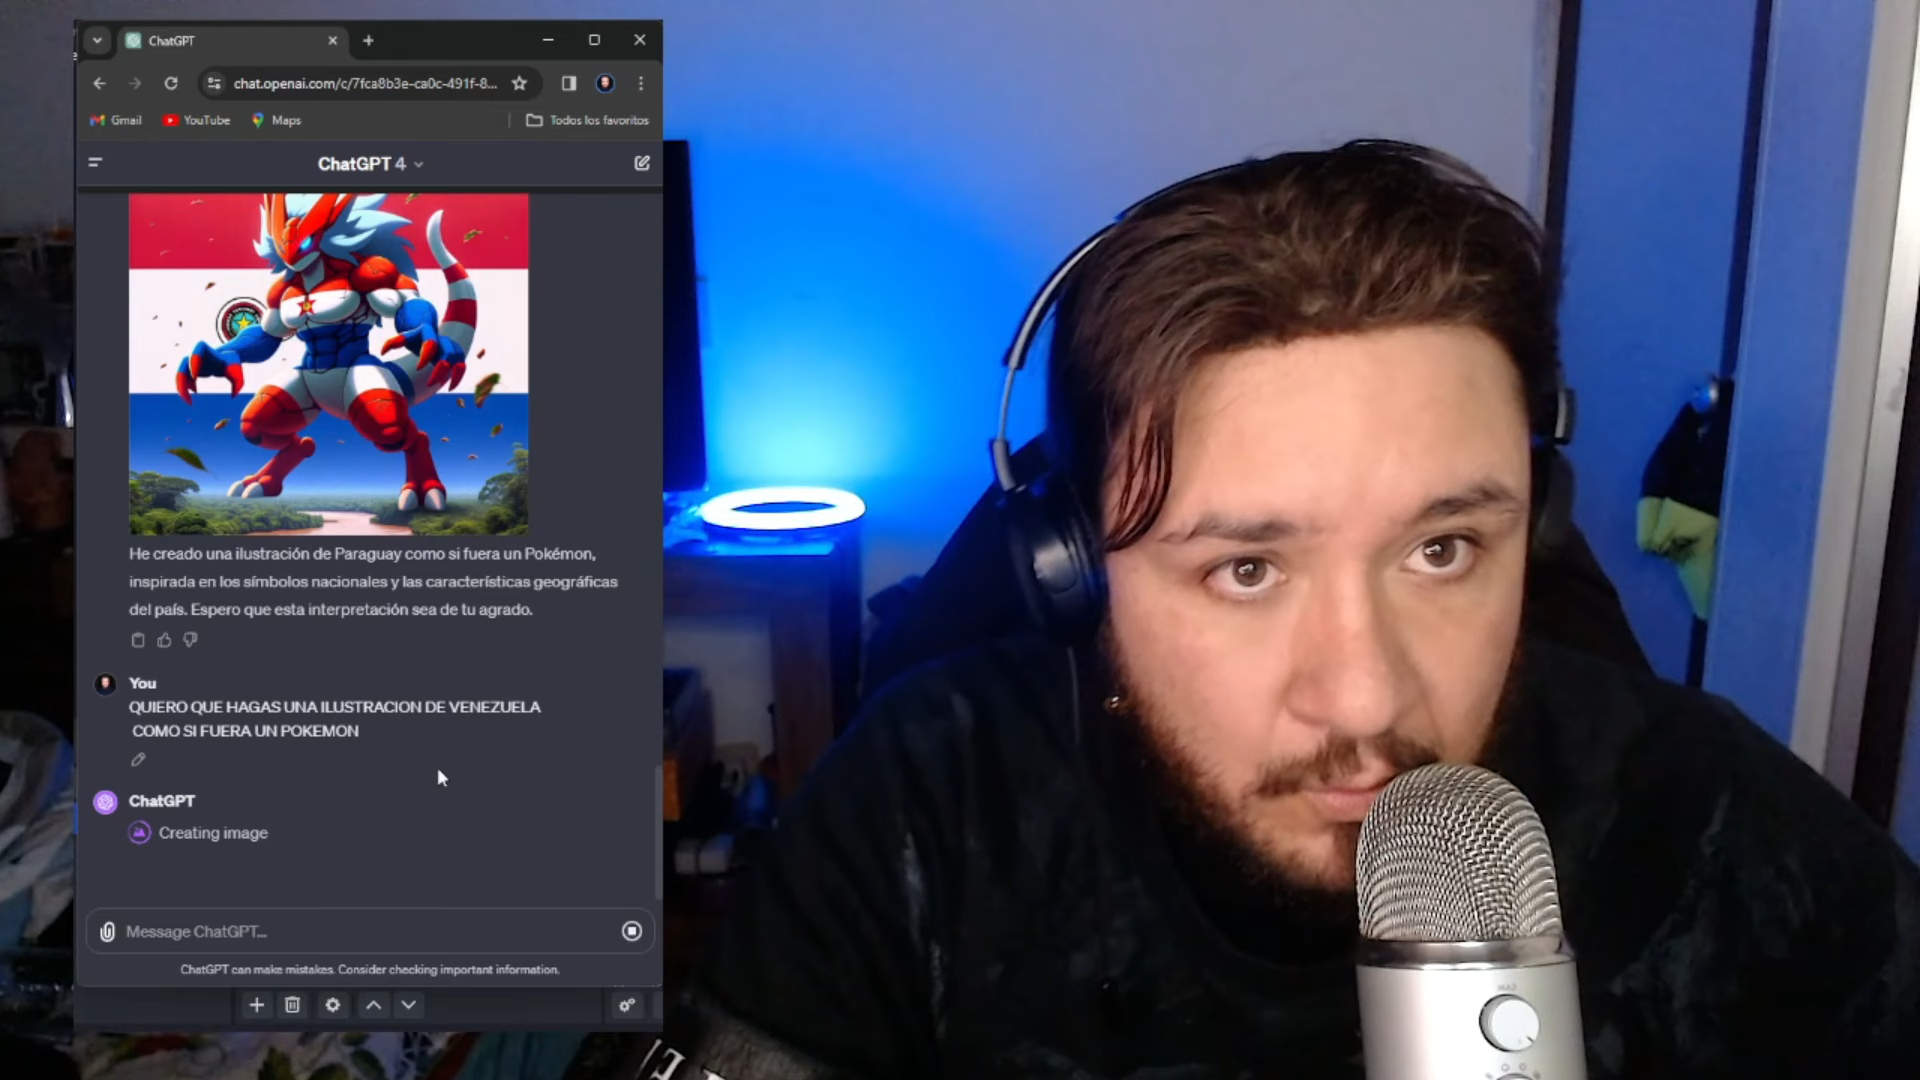 ChatGPT
chat.openai.com/c/7fca8b3e-ca0c-491f-8...
Gmail YouTube Maps Todos los favoritos
ChatGPT 4
He creado una ilustración de Paraguay como si fuera un Pokémon,
inspirada en los símbolos nacionales y las características geográficas
del país. Espero que esta interpretación sea de tu agrado.
You
QUIERO QUE HAGAS UNA ILUSTRACION DE VENEZUELA
COMO SI FUERA UN POKEMON
ChatGPT
Creating image
Message ChatGPT...
ChatGPT can make mistakes. Consider checking important information.